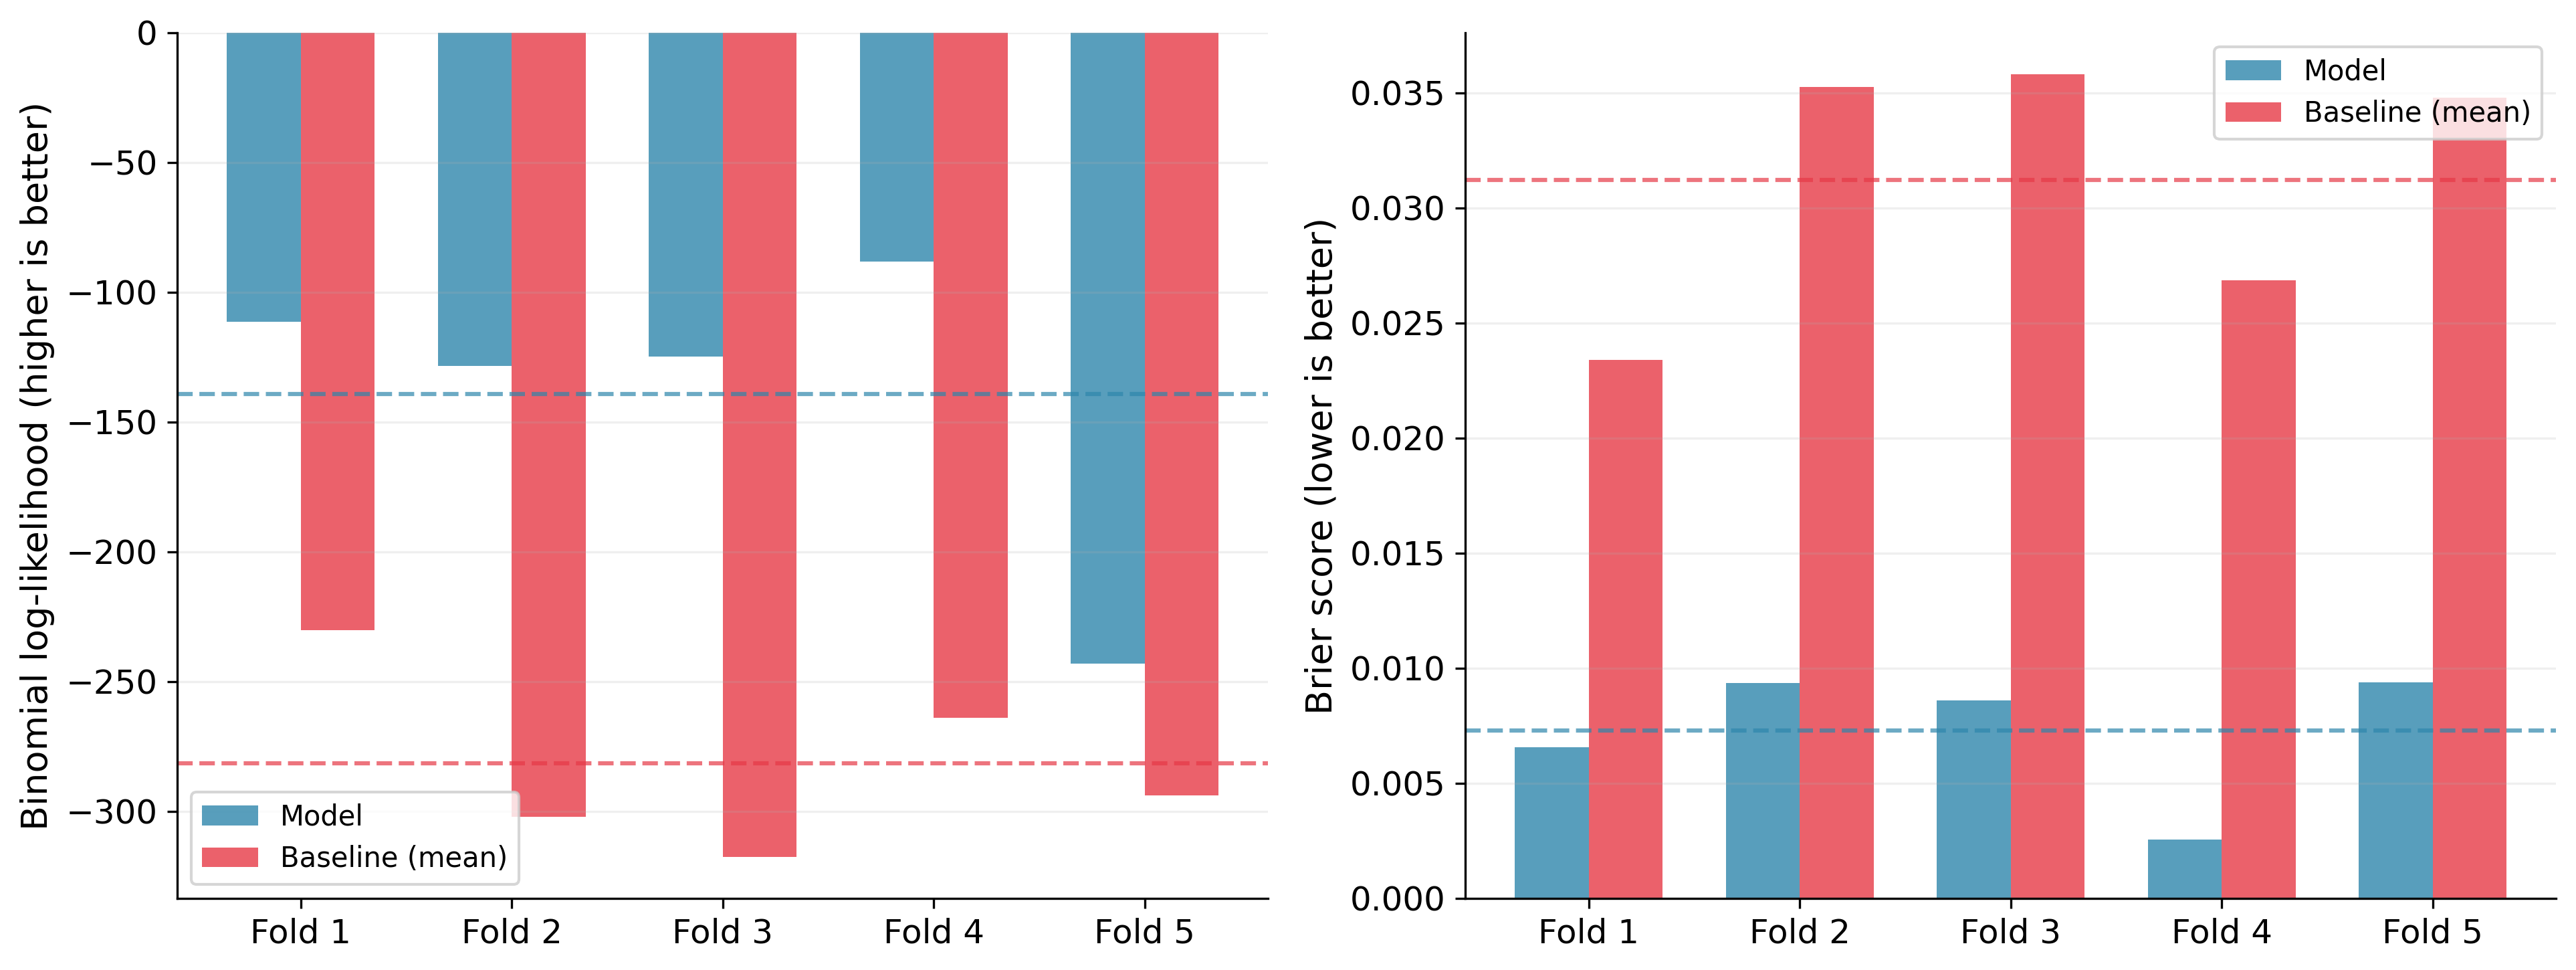 Binomial log-likelihood (higher is better)
0
−50
−100
−150
−200
−250
−300
Model
Baseline (mean)
Fold 1
Fold 2
Fold 3
Fold 4
Fold 5
Brier score (lower is better)
0.035
0.030
0.025
0.020
0.015
0.010
0.005
0.000
Model
Baseline (mean)
Fold 1
Fold 2
Fold 3
Fold 4
Fold 5